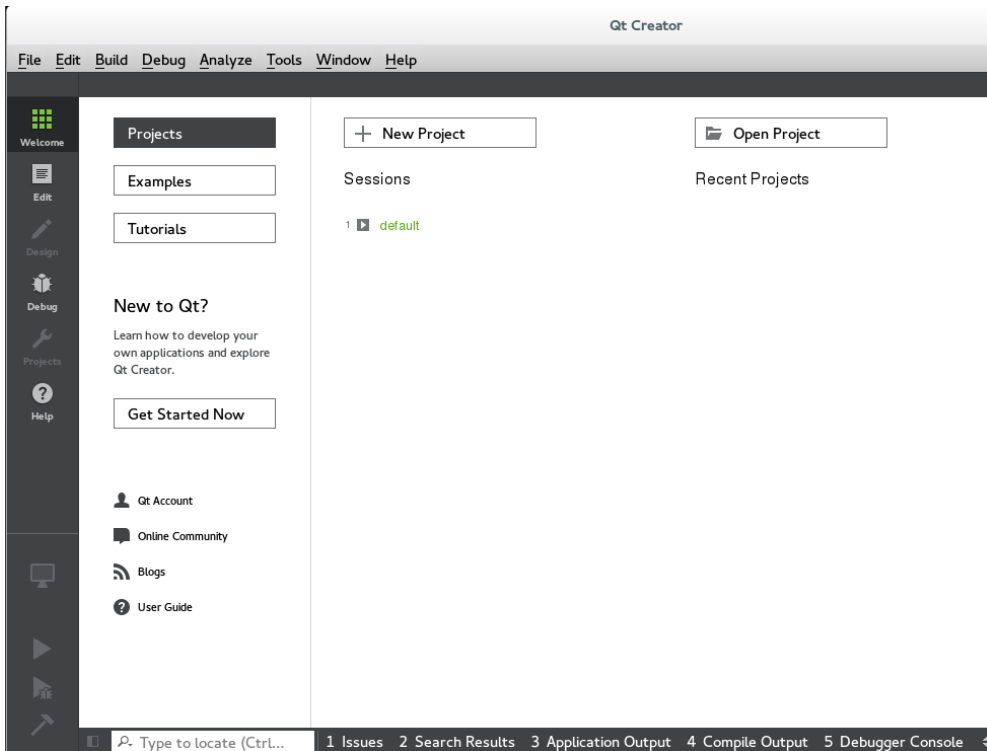 Qt Creator
File Edit Build Debug Analyze Tools Window Help
Welcome
Edit
Design
Debug
Projects
Help
Projects
Examples
Tutorials
New to Qt?
Learn how to develop your
own applications and explore
Qt Creator.
Get Started Now
Qt Account
Online Community
Blogs
User Guide
New Project
Open Project
Sessions
Recent Projects
1 default
Type to locate (Ctrl...
1 Issues 2 Search Results 3 Application Output 4 Compile Output 5 Debugger Console